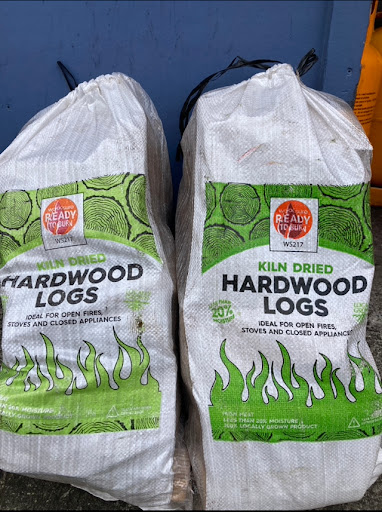 READY
TO BURN
WS217
KILN DRIED
HARDWOOD
LOGS
IDEAL FOR OPEN FIRES,
STOVES AND CLOSED APPLIANCES
READY
TO BURN
WS217
KILN DRIED
HARDWOOD
LOGS
20%
IDEAL FOR OPEN FIRES,
STOVES AND CLOSED APPLIANCES
HIGH HEAT
LESS THAN 20% MOISTURE
100% LOCALLY GROWN PRODUCT